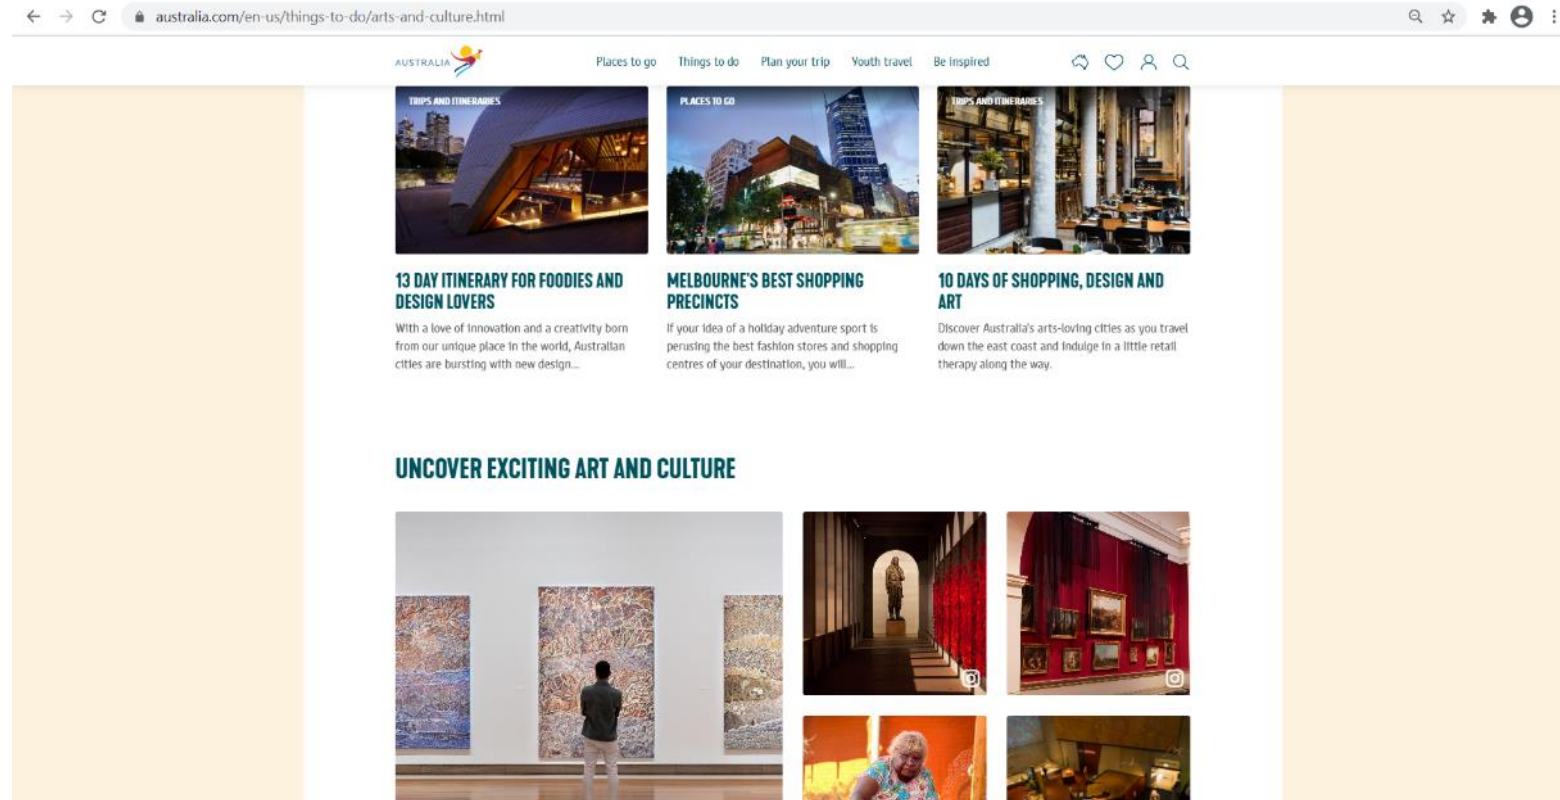 australia.com/en-us/things-to-do/arts-and-culture.html
AUSTRALIA
Places to go
Things to do
Plan your trip
Youth travel
Be inspired
TRIPS AND ITINERARIES
PLACES TO GO
TRIPS AND ITINERARIES
13 DAY ITINERARY FOR FOODIES AND
DESIGN LOVERS
With a love of innovation and a creativity born
from our unique place in the world, Australian
cities are bursting with new design...
MELBOURNE'S BEST SHOPPING
PRECINCTS
If your idea of a holiday adventure sport is
perusing the best fashion stores and shopping
centres of your destination, you will...
10 DAYS OF SHOPPING, DESIGN AND
ART
Discover Australia's arts-loving cities as you travel
down the east coast and indulge in a little retail
therapy along the way.
UNCOVER EXCITING ART AND CULTURE